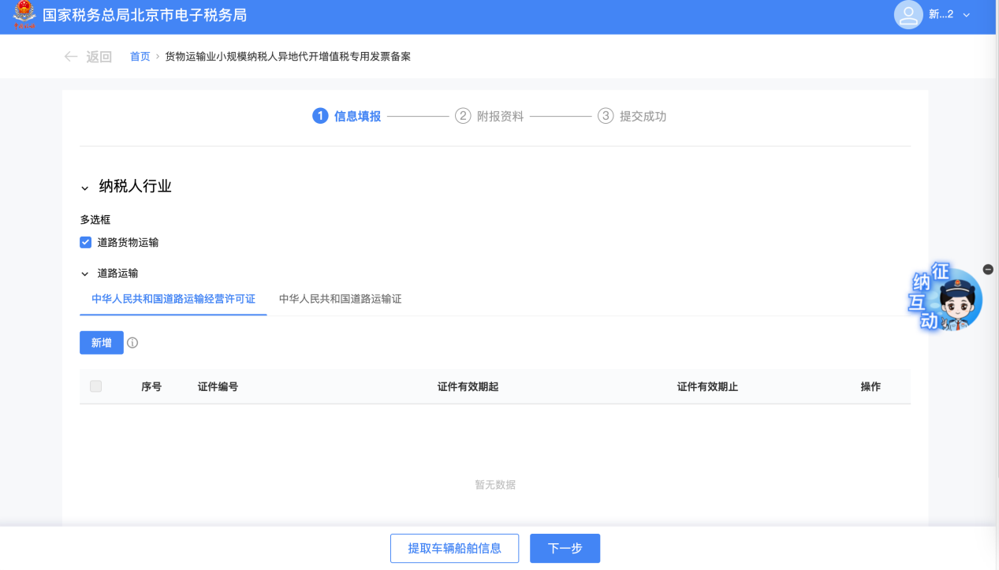 国家税务总局北京市电子税务局
新...2
返回
首页 › 货物运输业小规模纳税人异地代开增值税专用发票备案
1 信息填报
2 附报资料
3 提交成功
纳税人行业
多选框
道路货物运输
道路运输
中华人民共和国道路运输经营许可证
中华人民共和国道路运输证
新增
序号 证件编号 证件有效期起 证件有效期止 操作
暂无数据
征纳互动
提取车辆船舶信息
下一步